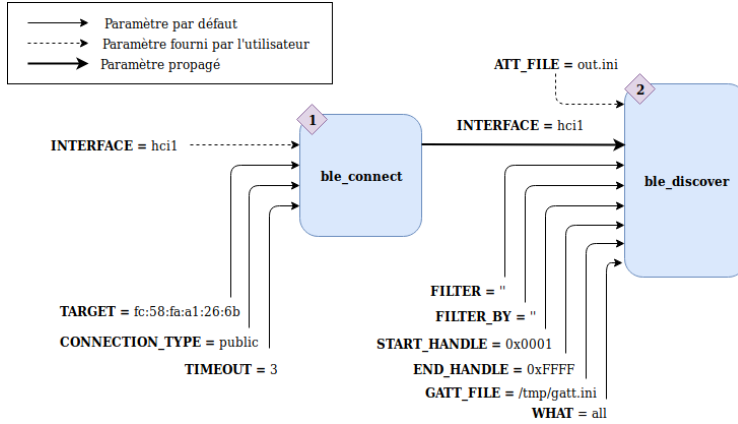 Paramètre par défaut
Paramètre fourni par l'utilisateur
Paramètre propagé
ATT_FILE = out.ini
2
1
INTERFACE = hci1
INTERFACE = hci1
ble_connect
ble_discover
TARGET = fc:58:fa:a1:26:6b
CONNECTION_TYPE = public
TIMEOUT = 3
FILTER = ''
FILTER_BY = ''
START_HANDLE = 0x0001
END_HANDLE = 0xFFFF
GATT_FILE = /tmp/gatt.ini
WHAT = all